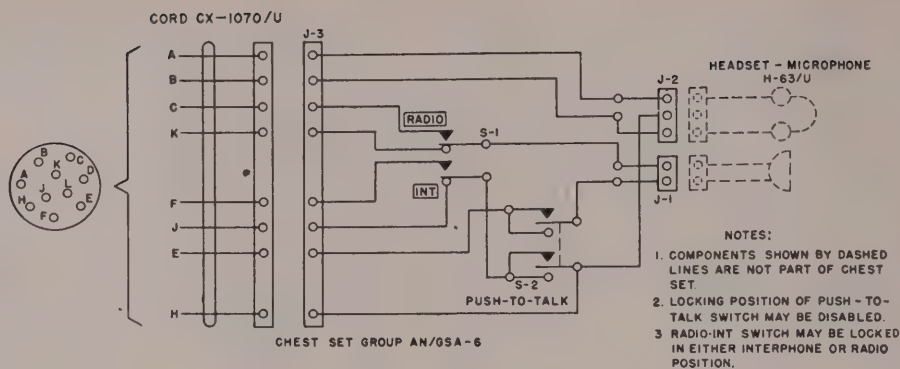 CORD CX-1070/U
J-3
A
B
C
K
F
J
E
H
B
C
K
A
D
J
L
H
E
F
RADIO
S-1
INT
S-2
PUSH-TO-TALK
J-2
J-1
HEADSET - MICROPHONE
H-63/U
CHEST SET GROUP AN/GSA-6
NOTES:
1. COMPONENTS SHOWN BY DASHED
LINES ARE NOT PART OF CHEST
SET.
2. LOCKING POSITION OF PUSH-TO-
TALK SWITCH MAY BE DISABLED.
3 RADIO-INT SWITCH MAY BE LOCKED
IN EITHER INTERPHONE OR RADIO
POSITION.